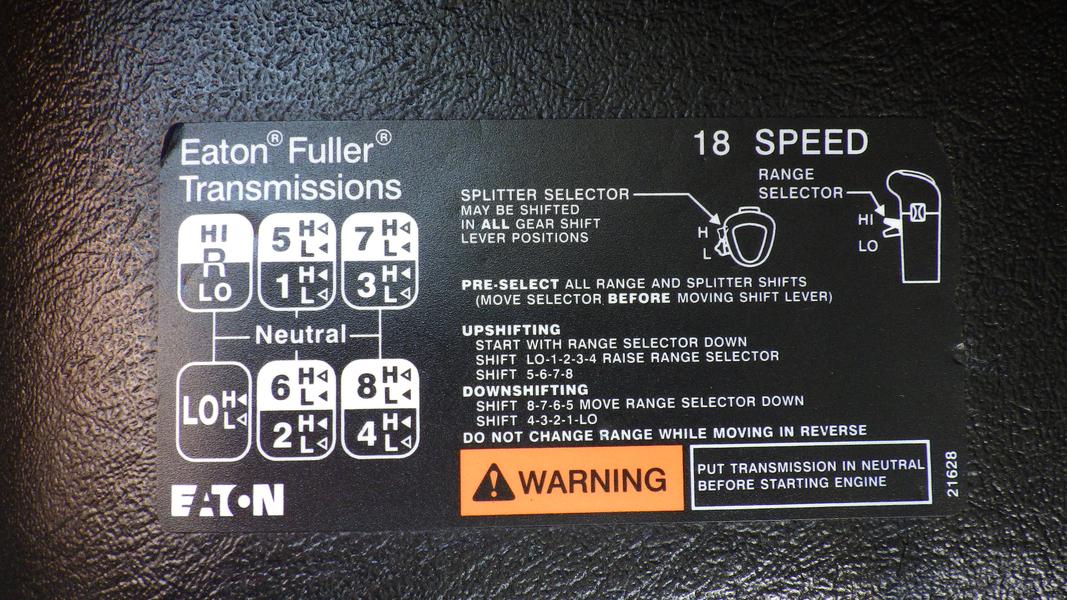 Eaton® Fuller®
Transmissions
18 SPEED
HI
R
LO
5 H L
1 H L
7 H L
3 H L
Neutral
LO H L
6 H L
2 H L
8 H L
4 H L
EATON
SPLITTER SELECTOR
MAY BE SHIFTED
IN ALL GEAR SHIFT
LEVER POSITIONS
H
L
RANGE
SELECTOR
HI
LO
PRE-SELECT ALL RANGE AND SPLITTER SHIFTS
(MOVE SELECTOR BEFORE MOVING SHIFT LEVER)
UPSHIFTING
START WITH RANGE SELECTOR DOWN
SHIFT LO-1-2-3-4 RAISE RANGE SELECTOR
SHIFT 5-6-7-8
DOWNSHIFTING
SHIFT 8-7-6-5 MOVE RANGE SELECTOR DOWN
SHIFT 4-3-2-1-LO
DO NOT CHANGE RANGE WHILE MOVING IN REVERSE
WARNING
PUT TRANSMISSION IN NEUTRAL
BEFORE STARTING ENGINE
21628